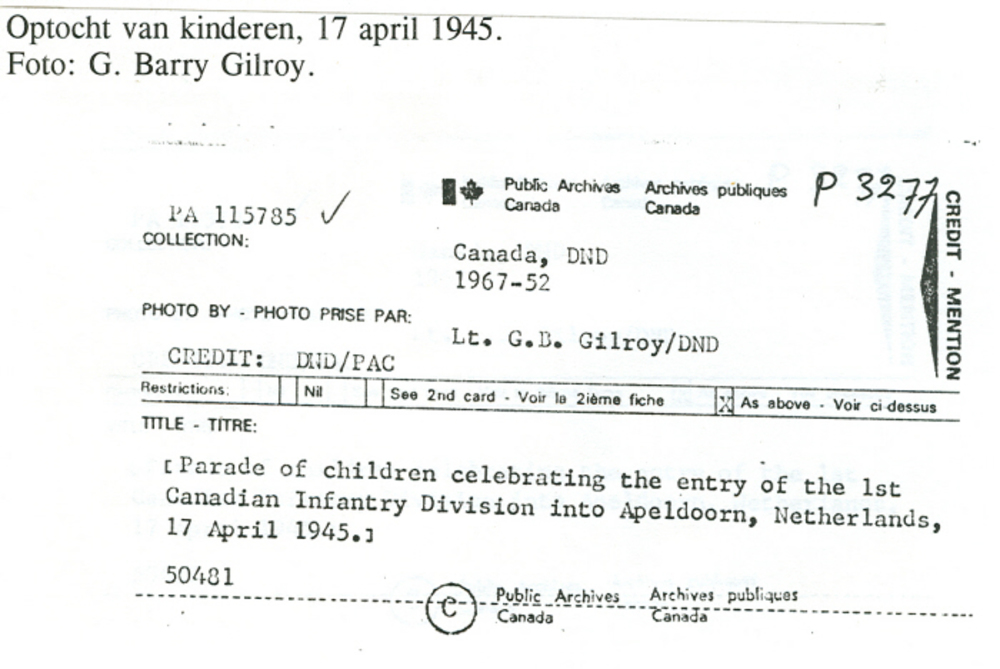 Optocht van kinderen, 17 april 1945.
Foto: G. Barry Gilroy.
Public Archives Archives publiques
Canada Canada
P 3277
PA 115785 ✓
COLLECTION:
Canada, DND
1967-52
CREDIT - MENTION
PHOTO BY - PHOTO PRISE PAR:
Lt. G.B. Gilroy/DND
CREDIT: DND/PAC
Restrictions: Nil See 2nd card - Voir la 2ième fiche X As above - Voir ci-dessus
TITLE - TITRE:
[Parade of children celebrating the entry of the 1st
Canadian Infantry Division into Apeldoorn, Netherlands,
17 April 1945.]
50481
© Public Archives Archives publiques
Canada Canada